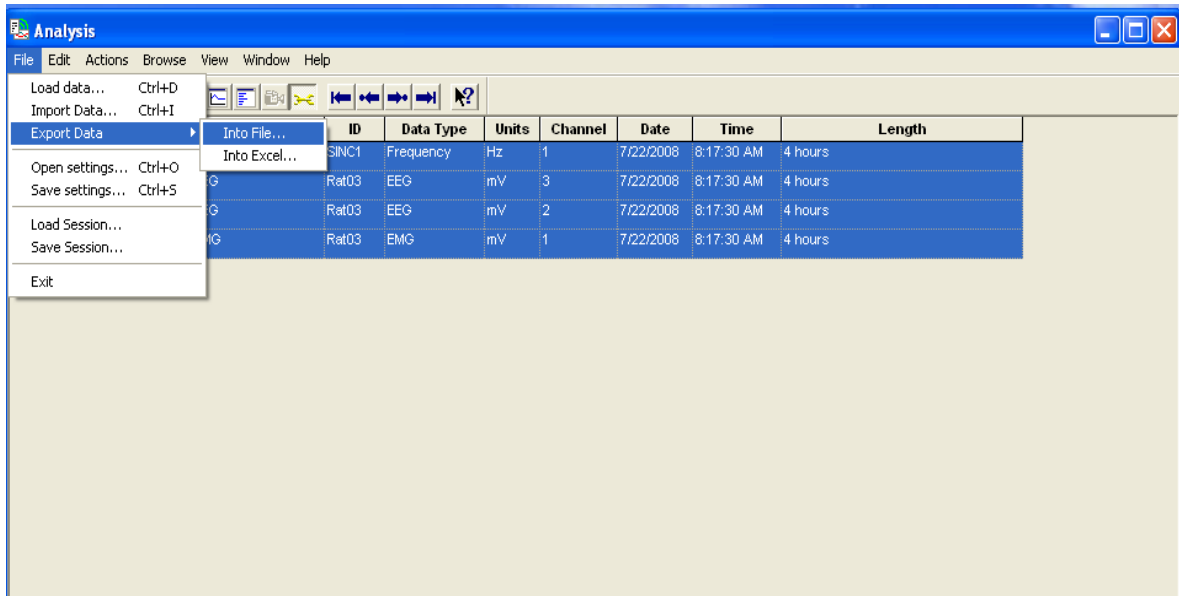 Analysis
File Edit Actions Browse View Window Help
Load data... Ctrl+D
Import Data... Ctrl+I
Export Data
Into File...
Into Excel...
Open settings... Ctrl+O
Save settings... Ctrl+S
Load Session...
Save Session...
Exit
ID Data Type Units Channel Date Time Length
SINC1 Frequency Hz 1 7/22/2008 8:17:30 AM 4 hours
Rat03 EEG mV 3 7/22/2008 8:17:30 AM 4 hours
Rat03 EEG mV 2 7/22/2008 8:17:30 AM 4 hours
Rat03 EMG mV 1 7/22/2008 8:17:30 AM 4 hours